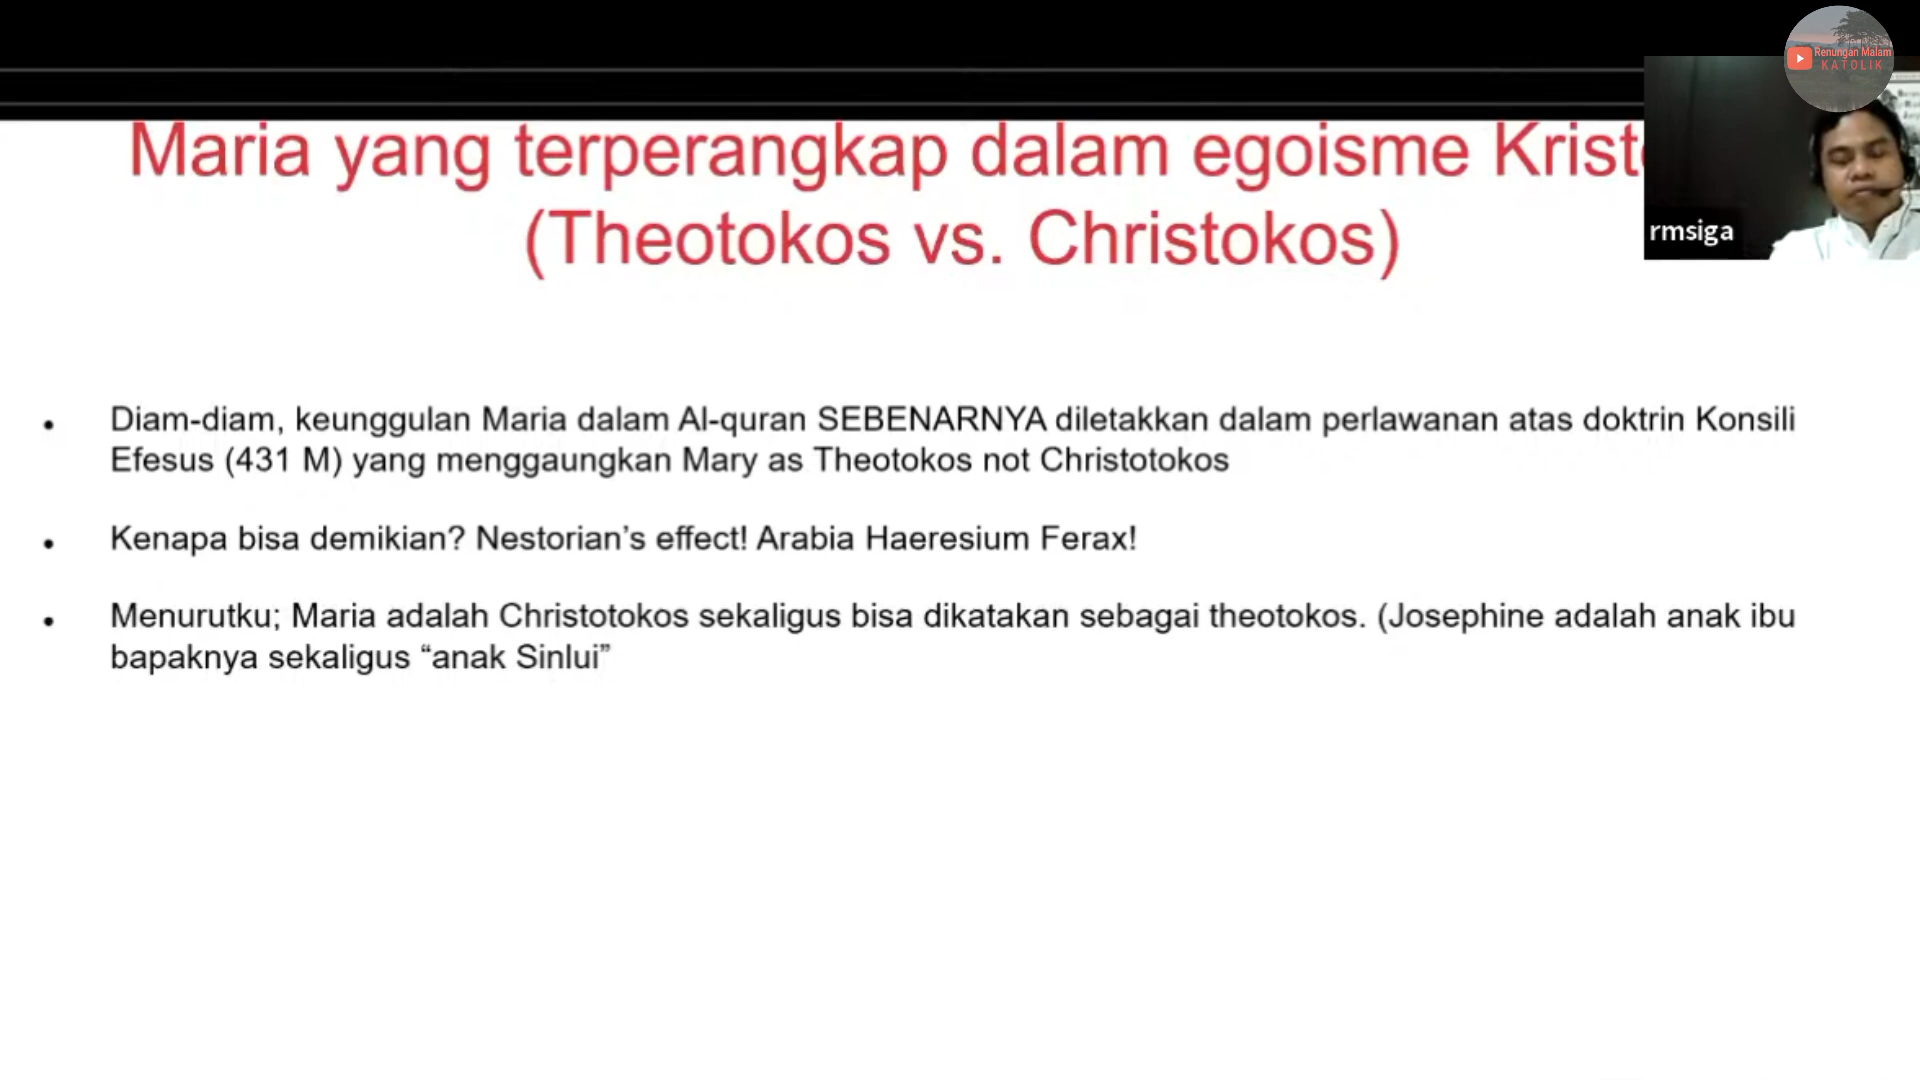 Renungan Malam
KATOLIK
Maria yang terperangkap dalam egoisme
(Theotokos vs. Christokos)
rmsiga
Diam-diam, keunggulan Maria dalam Al-quran SEBENARNYA diletakkan dalam perlawanan atas doktrin Konsili
Efesus (431 M) yang menggaungkan Mary as Theotokos not Christotokos
Kenapa bisa demikian? Nestorian’s effect! Arabia Haeresium Ferax!
Menurutku; Maria adalah Christotokos sekaligus bisa dikatakan sebagai theotokos. (Josephine adalah anak ibu
bapaknya sekaligus “anak Sinlui”